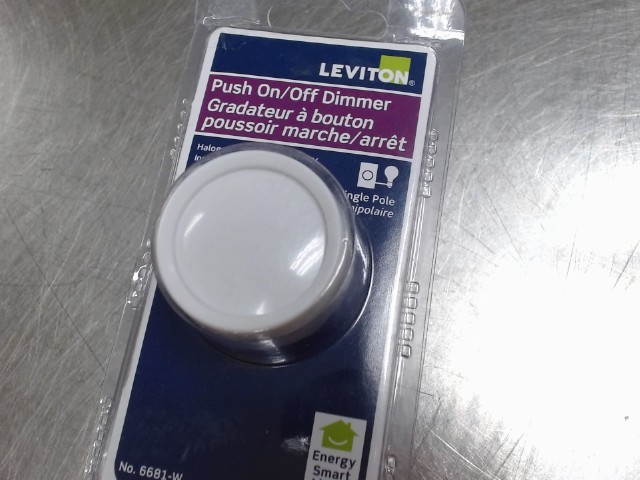 LEVITON®
Push On/Off Dimmer
Gradateur à bouton
poussoir marche/arrêt
Single Pole
Unipolaire
Energy
Smart
No. 6681-W